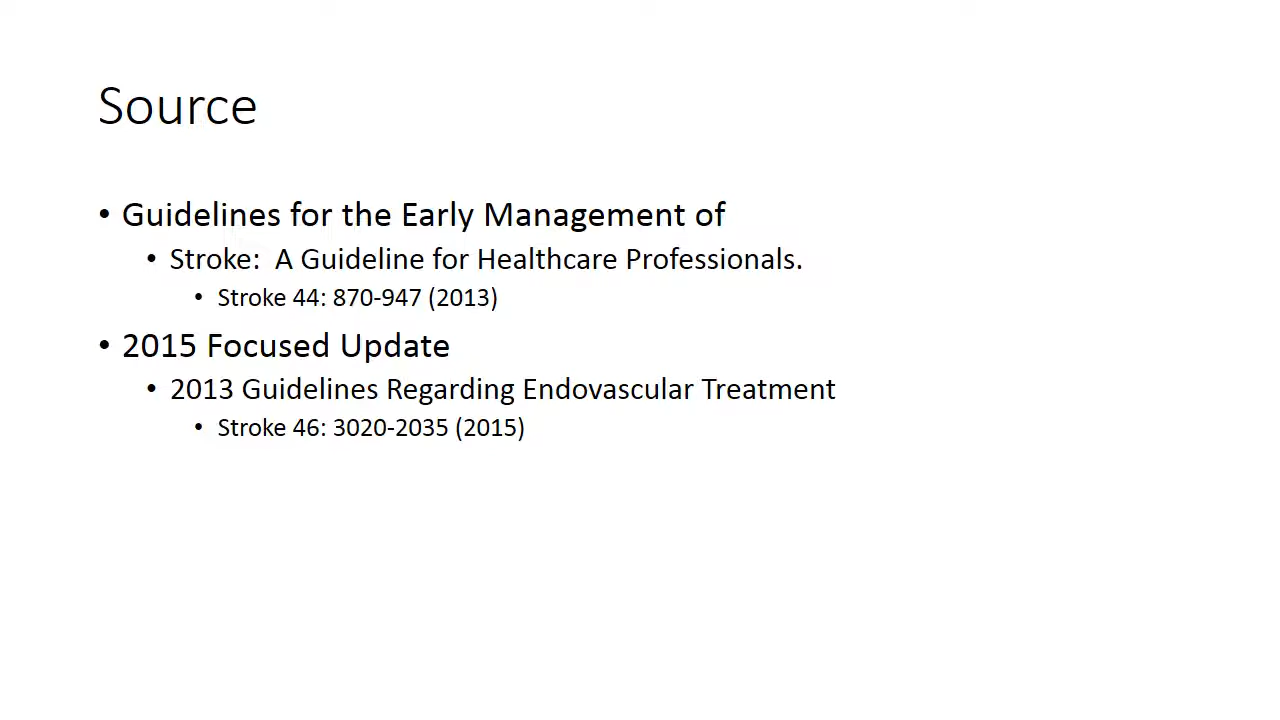 Source
• Guidelines for the Early Management of
• Stroke:  A Guideline for Healthcare Professionals.
• Stroke 44: 870-947 (2013)
• 2015 Focused Update
• 2013 Guidelines Regarding Endovascular Treatment
• Stroke 46: 3020-2035 (2015)